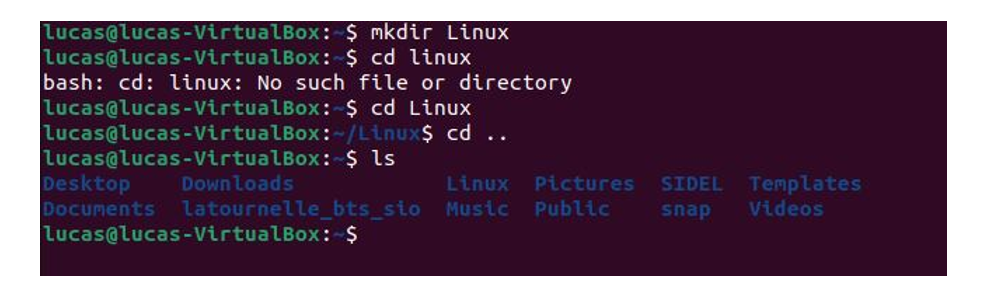 lucas@lucas-VirtualBox:~$ mkdir Linux
lucas@lucas-VirtualBox:~$ cd linux
bash: cd: linux: No such file or directory
lucas@lucas-VirtualBox:~$ cd Linux
lucas@lucas-VirtualBox:~/Linux$ cd ..
lucas@lucas-VirtualBox:~$ ls
Desktop Downloads Linux Pictures SIDEL Templates
Documents latournelle_bts_sio Music Public snap Videos
lucas@lucas-VirtualBox:~$